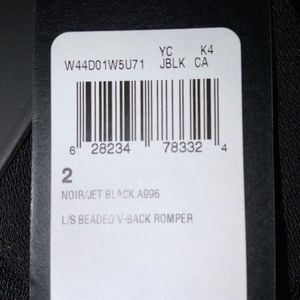 W44D01W5U71 YC K4
JBLK CA
6 28234 78332 4
2
NOIR/JET BLACK A996
L/S BEADED V-BACK ROMPER